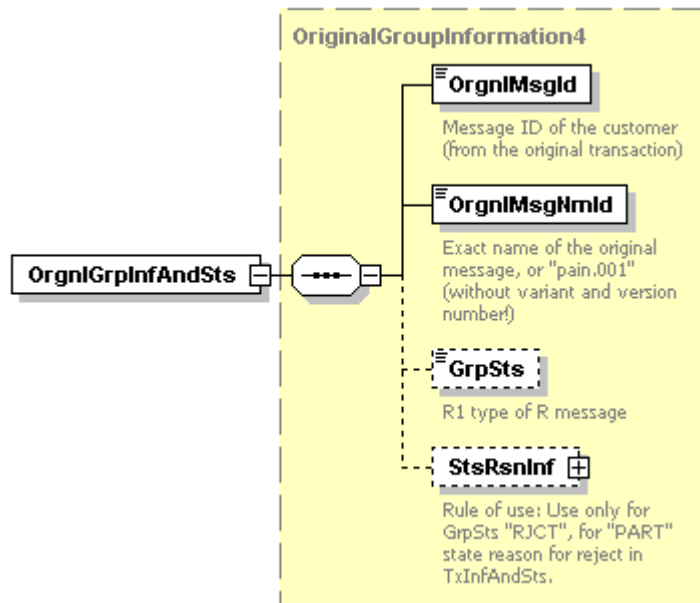 OriginalGroupInformation4
OrgnlMsgId
Message ID of the customer
(from the original transaction)
OrgnlMsgNmId
Exact name of the original
message, or "pain.001"
(without variant and version
number!)
OrgnlGrpInfAndSts
GrpSts
R1 type of R message
StsRsnInf
Rule of use: Use only for
GrpSts "RJCT", for "PART"
state reason for reject in
TxInfAndSts.